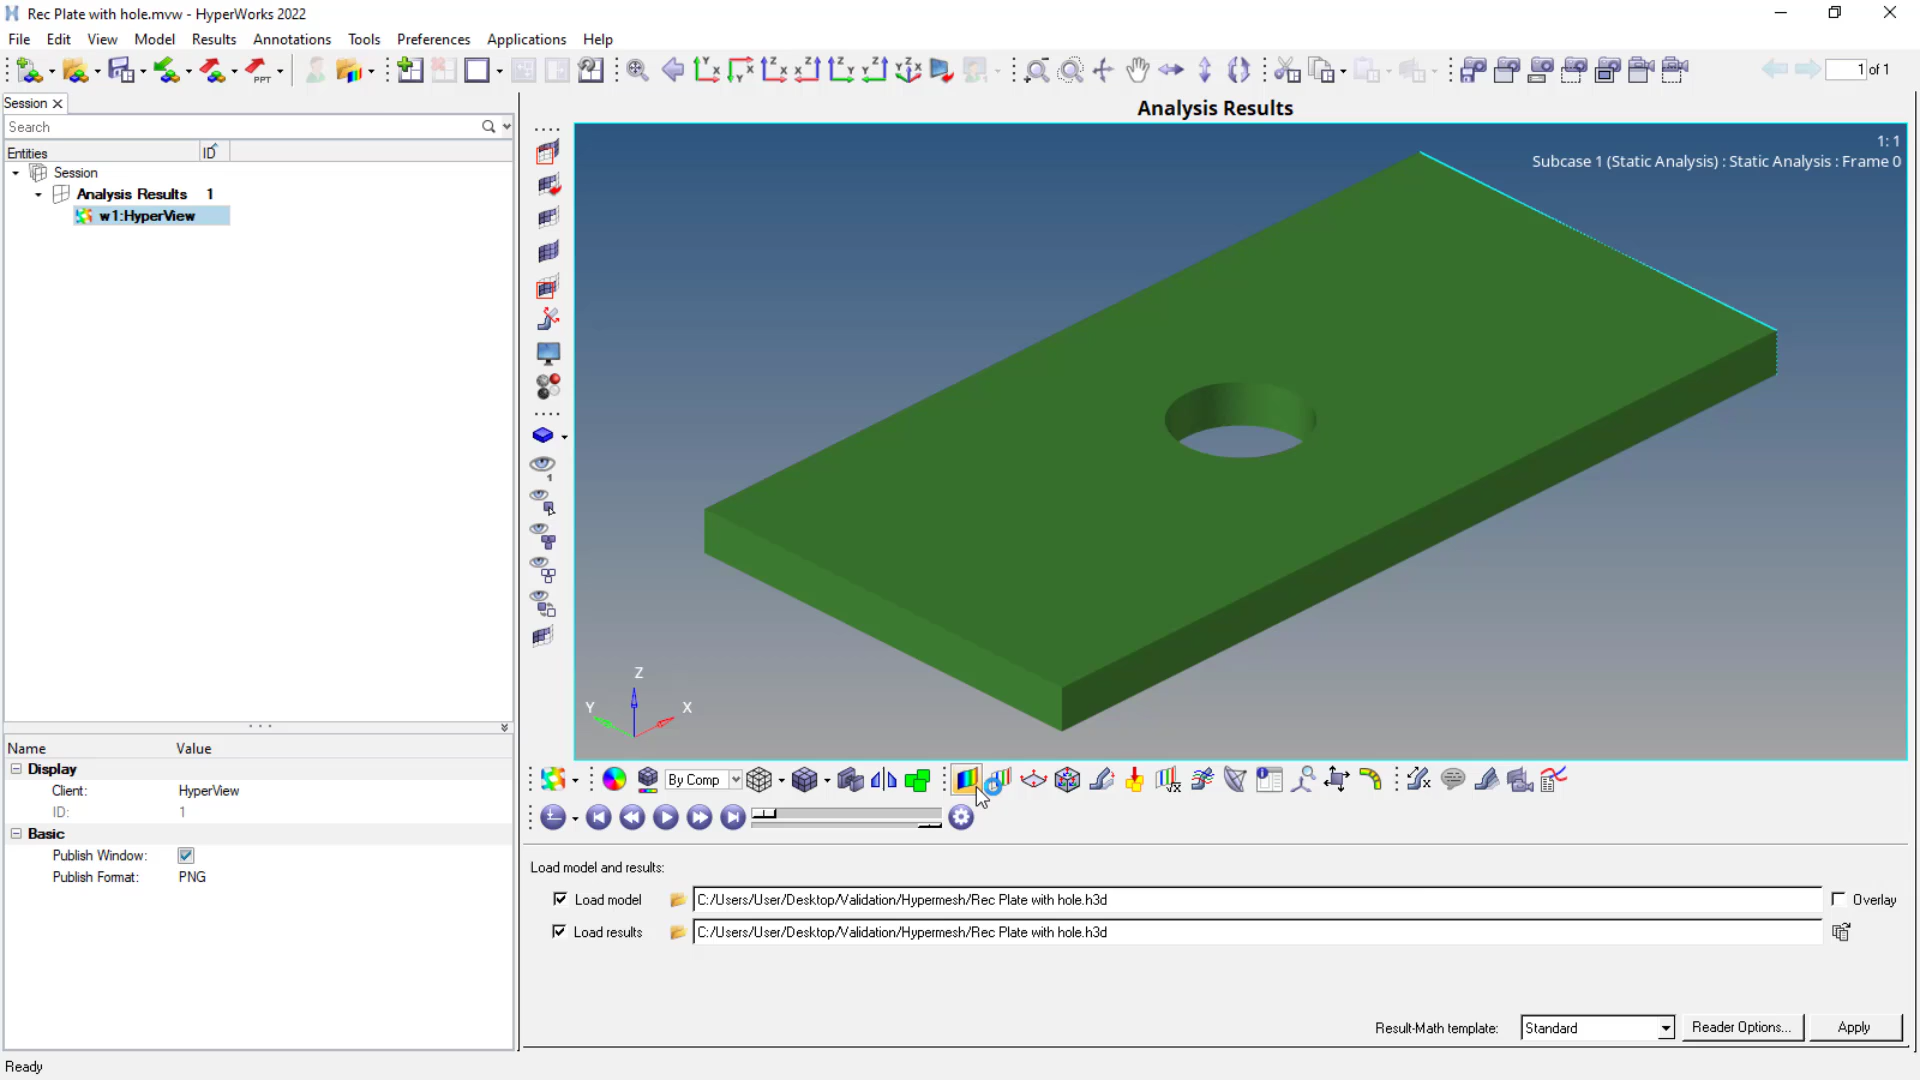 Rec Plate with hole.mvw - HyperWorks 2022
File Edit View Model Results Annotations Tools Preferences Applications Help
PPT
1 of 1
Session
Search
Entities ID
Session
Analysis Results 1
w1:HyperView
Analysis Results
1: 1
Subcase 1 (Static Analysis) : Static Analysis : Frame 0
Z
Y X
Name Value
Display
Client: HyperView
ID: 1
Basic
Publish Window:
Publish Format: PNG
By Comp
Load model and results:
Load model C:/Users/User/Desktop/Validation/Hypermesh/Rec Plate with hole.h3d Overlay
Load results C:/Users/User/Desktop/Validation/Hypermesh/Rec Plate with hole.h3d
Result-Math template: Standard Reader Options... Apply
Ready